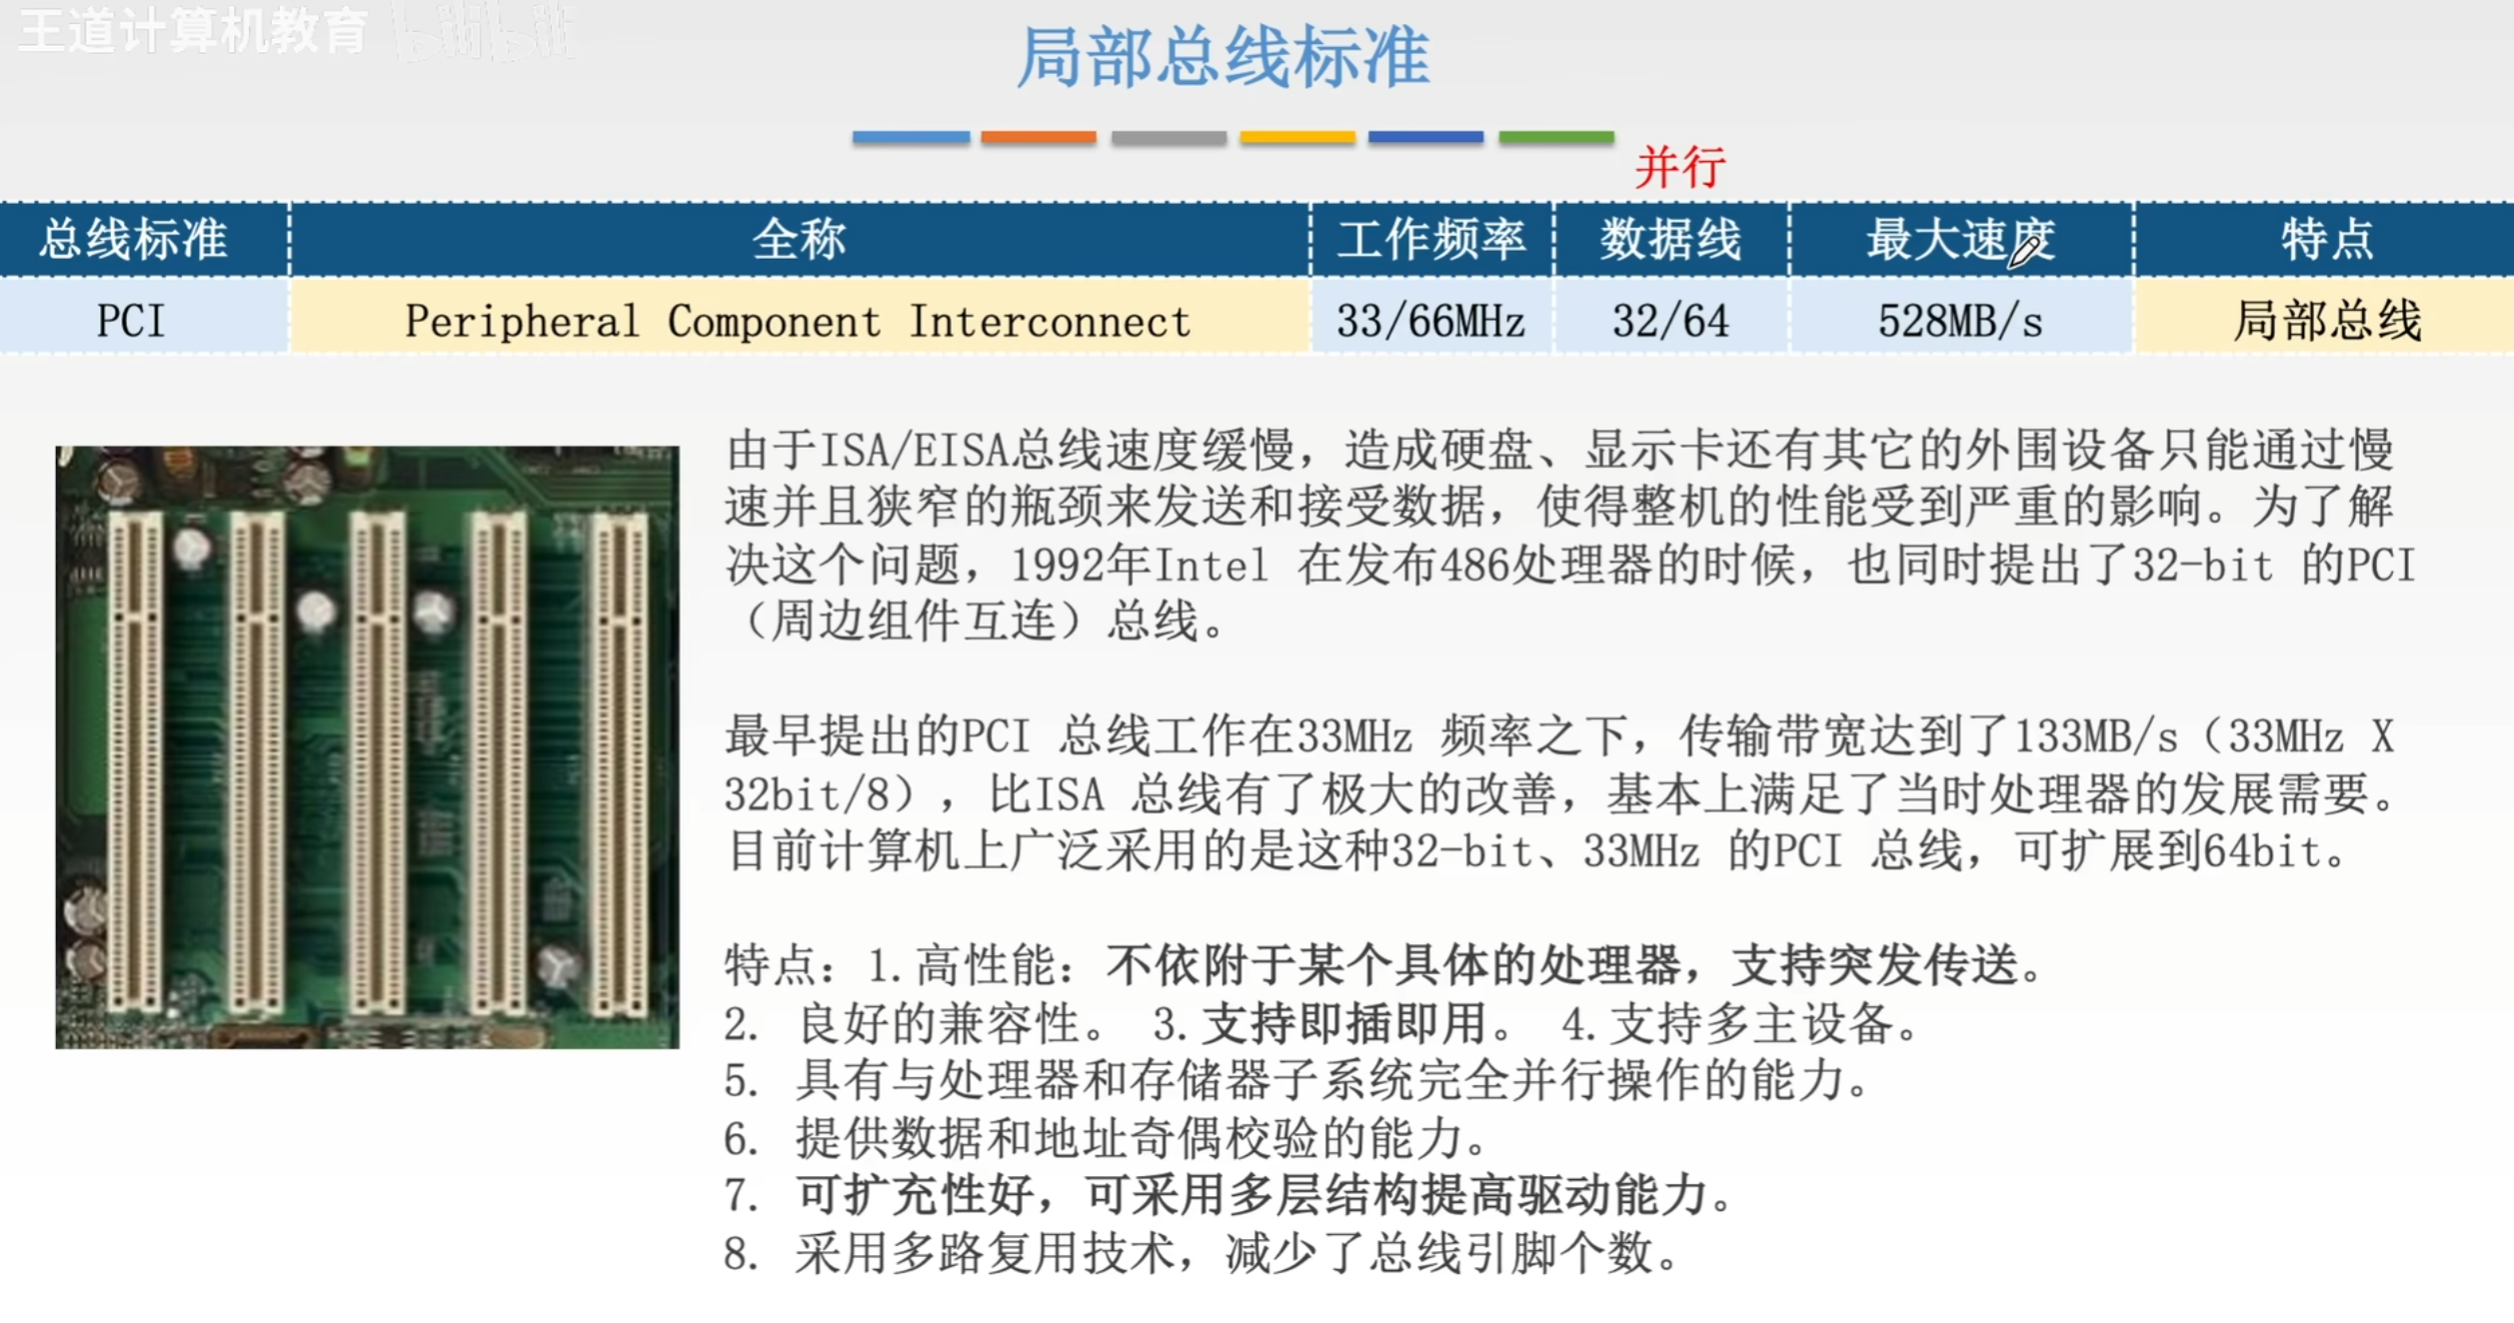 王道计算机教育 bilibili
局部总线标准
并行
总线标准 全称 工作频率 数据线 最大速度 特点
PCI Peripheral Component Interconnect 33/66MHz 32/64 528MB/s 局部总线
由于ISA/EISA总线速度缓慢，造成硬盘、显示卡还有其它的外围设备只能通过慢
速并且狭窄的瓶颈来发送和接受数据，使得整机的性能受到严重的影响。为了解
决这个问题，1992年Intel 在发布486处理器的时候，也同时提出了32-bit 的PCI
（周边组件互连）总线。
最早提出的PCI 总线工作在33MHz 频率之下，传输带宽达到了133MB/s（33MHz X
32bit/8），比ISA 总线有了极大的改善，基本上满足了当时处理器的发展需要。
目前计算机上广泛采用的是这种32-bit、33MHz 的PCI 总线，可扩展到64bit。
特点：1.高性能：不依附于某个具体的处理器，支持突发传送。
2. 良好的兼容性。 3.支持即插即用。 4.支持多主设备。
5. 具有与处理器和存储器子系统完全并行操作的能力。
6. 提供数据和地址奇偶校验的能力。
7. 可扩充性好，可采用多层结构提高驱动能力。
8. 采用多路复用技术，减少了总线引脚个数。